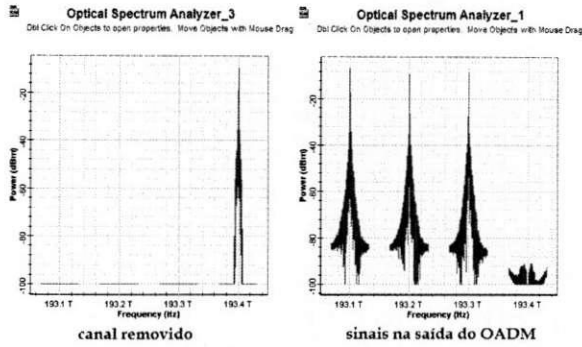 Optical Spectrum Analyzer_3
Dbl Click On Objects to open properties. Move Objects with Mouse Drag
Power (dBm)
-20
-40
-60
-80
-100
193.1 T 193.2 T 193.3 T 193.4 T
Frequency (Hz)
canal removido
Optical Spectrum Analyzer_1
Dbl Click On Objects to open properties. Move Objects with Mouse Drag
Power (dBm)
-20
-40
-60
-80
-100
193.1 T 193.2 T 193.3 T 193.4 T
Frequency (Hz)
sinais na saída do OADM